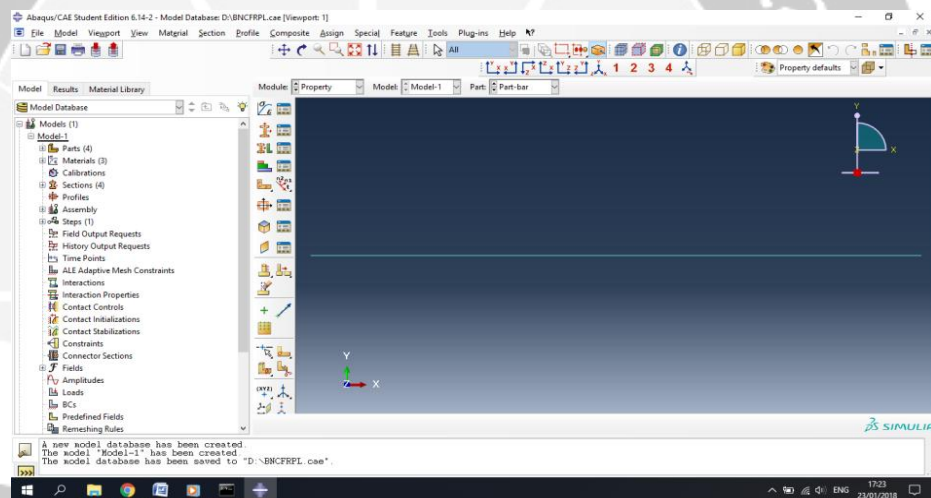 Abaqus/CAE Student Edition 6.14-2 - Model Database: D:\BNCFRPL.cae [Viewport: 1]
File Model Viewport View Material Section Profile Composite Assign Special Feature Tools Plug-ins Help
All
1 2 3 4
Property defaults
Model Results Material Library
Module: Property Model: Model-1 Part: Part-bar
Model Database
Models (1)
Model-1
Parts (4)
Materials (3)
Calibrations
Sections (4)
Profiles
Assembly
Steps (1)
Field Output Requests
History Output Requests
Time Points
ALE Adaptive Mesh Constraints
Interactions
Interaction Properties
Contact Controls
Contact Initializations
Contact Stabilizations
Constraints
Connector Sections
Fields
Amplitudes
Loads
BCs
Predefined Fields
Remeshing Rules
Y
Z X
Y
X
SIMULIA
A new model database has been created.
The model "Model-1" has been created.
The model database has been saved to "D:\BNCFRPL.cae".
ENG
17:23
23/01/2018